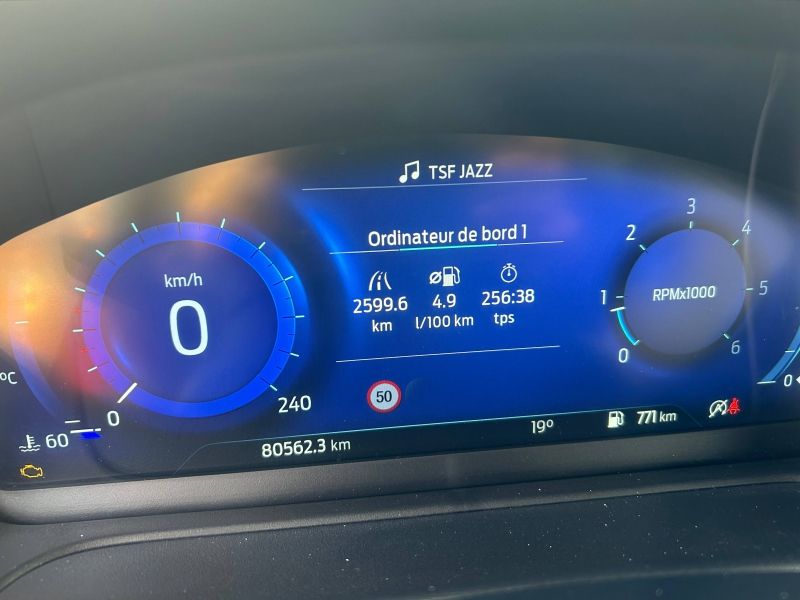 TSF JAZZ
Ordinateur de bord 1
2599.6 km
ø 4.9 l/100 km
256:38 tps
km/h
0
0
240
RPMx1000
0
1
2
3
4
5
6
50
°C
60
0
80562.3 km
19°
771 km